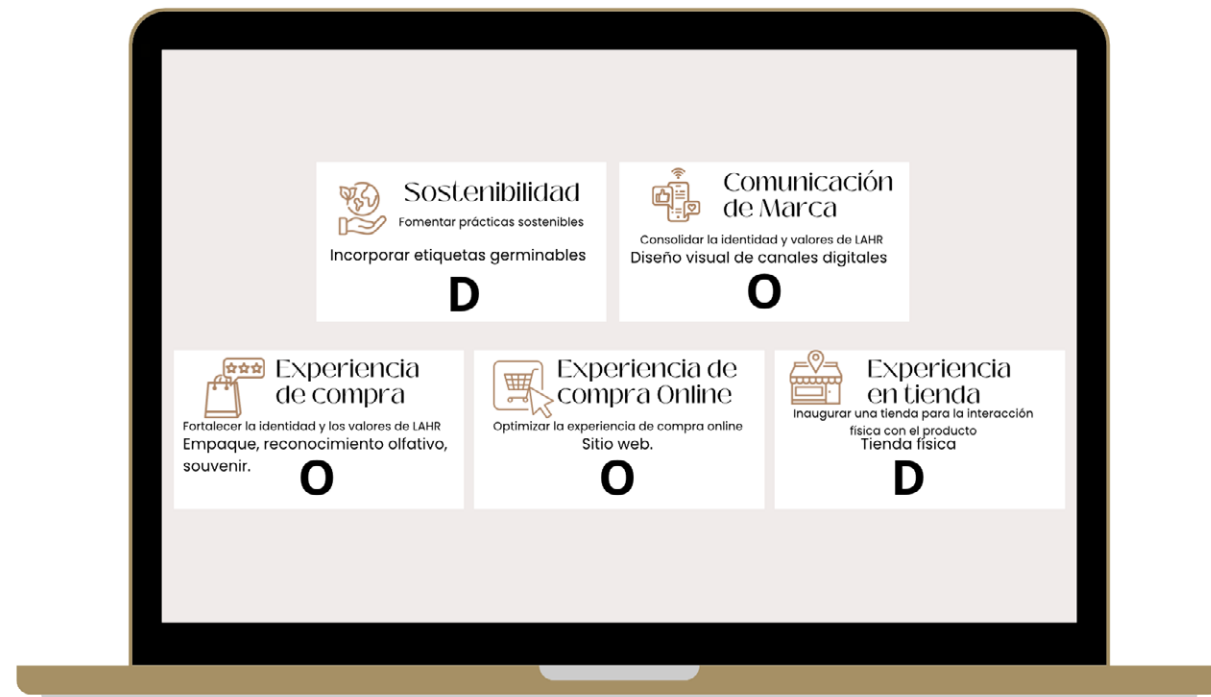 Sostenibilidad
Fomentar prácticas sostenibles
Incorporar etiquetas germinables
D
Comunicación
de Marca
Consolidar la identidad y valores de LAHR
Diseño visual de canales digitales
O
Experiencia
de compra
Fortalecer la identidad y los valores de LAHR
Empaque, reconocimiento olfativo,
souvenir.
O
Experiencia de
compra Online
Optimizar la experiencia de compra online
Sitio web.
O
Experiencia
en tienda
Inaugurar una tienda para la interacción
física con el producto
Tienda física
D